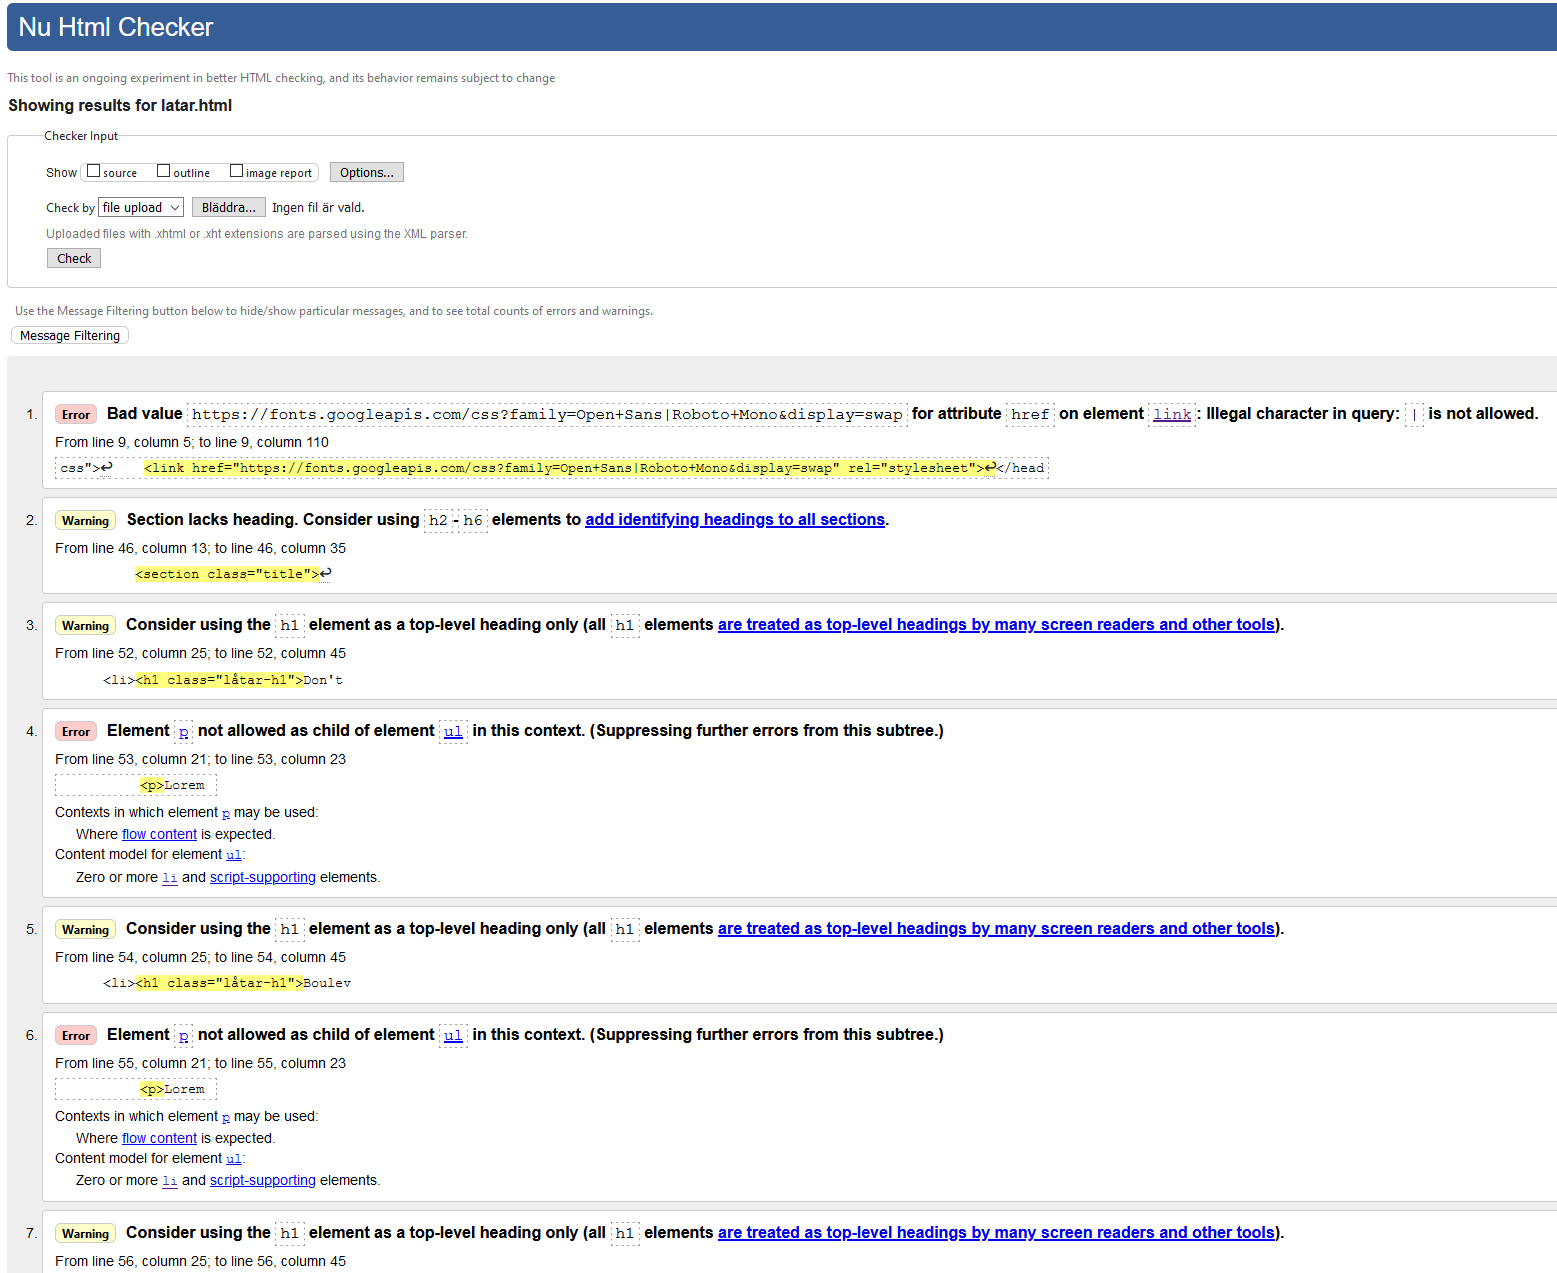 Nu Html Checker
This tool is an ongoing experiment in better HTML checking, and its behavior remains subject to change
Showing results for latar.html
Checker Input
Show source outline image report Options...
Check by file upload Bläddra... Ingen fil är vald.
Uploaded files with .xhtml or .xht extensions are parsed using the XML parser.
Check
Use the Message Filtering button below to hide/show particular messages, and to see total counts of errors and warnings.
Message Filtering
1. Error Bad value https://fonts.googleapis.com/css?family=Open+Sans|Roboto+Mono&display=swap for attribute href on element link: Illegal character in query: | is not allowed.
From line 9, column 5; to line 9, column 110
css">↩ <link href="https://fonts.googleapis.com/css?family=Open+Sans|Roboto+Mono&display=swap" rel="stylesheet">↩</head
2. Warning Section lacks heading. Consider using h2-h6 elements to add identifying headings to all sections.
From line 46, column 13; to line 46, column 35
<section class="title">↩
3. Warning Consider using the h1 element as a top-level heading only (all h1 elements are treated as top-level headings by many screen readers and other tools).
From line 52, column 25; to line 52, column 45
<li><h1 class="låtar-h1">Don't
4. Error Element p not allowed as child of element ul in this context. (Suppressing further errors from this subtree.)
From line 53, column 21; to line 53, column 23
<p>Lorem
Contexts in which element p may be used:
Where flow content is expected.
Content model for element ul:
Zero or more li and script-supporting elements.
5. Warning Consider using the h1 element as a top-level heading only (all h1 elements are treated as top-level headings by many screen readers and other tools).
From line 54, column 25; to line 54, column 45
<li><h1 class="låtar-h1">Boulev
6. Error Element p not allowed as child of element ul in this context. (Suppressing further errors from this subtree.)
From line 55, column 21; to line 55, column 23
<p>Lorem
Contexts in which element p may be used:
Where flow content is expected.
Content model for element ul:
Zero or more li and script-supporting elements.
7. Warning Consider using the h1 element as a top-level heading only (all h1 elements are treated as top-level headings by many screen readers and other tools).
From line 56, column 25; to line 56, column 45